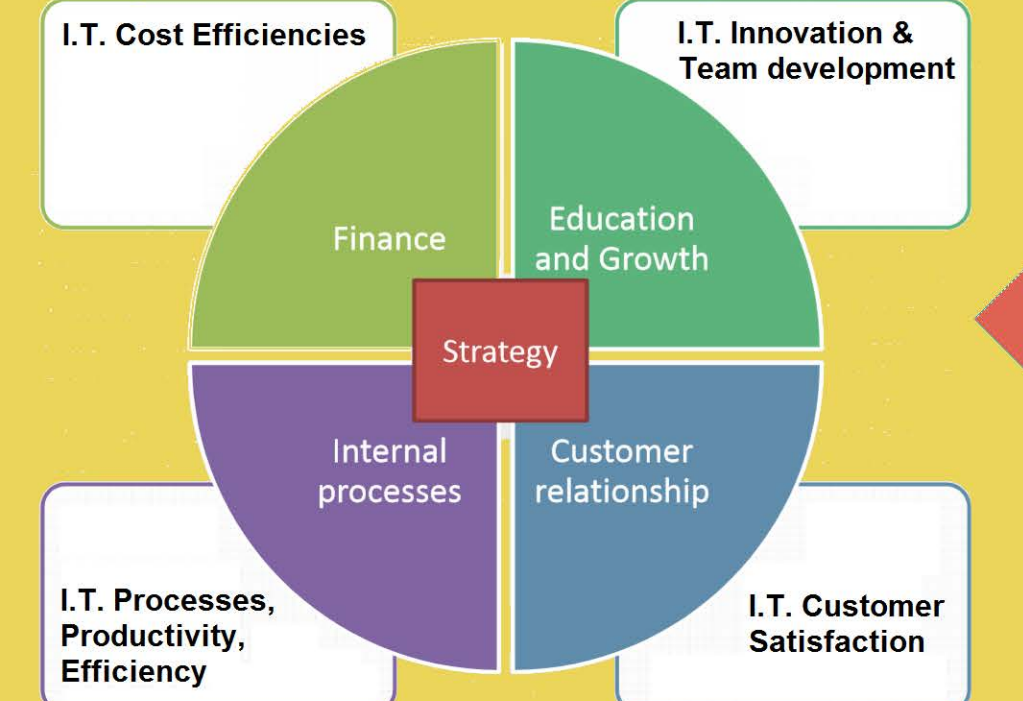 I.T. Cost Efficiencies
I.T. Innovation &
Team development
Finance
Education
and Growth
Strategy
Internal
processes
Customer
relationship
I.T. Processes,
Productivity,
Efficiency
I.T. Customer
Satisfaction